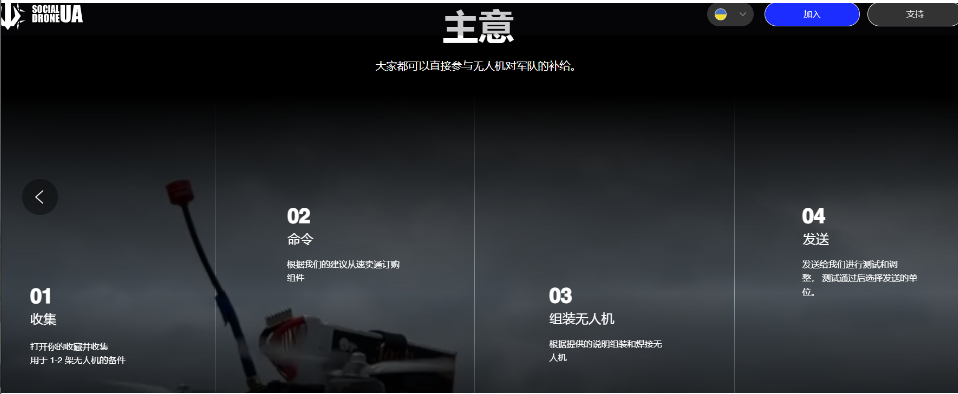 SOCIAL
DRONE UA
加入
支持
主意
大家都可以直接参与无人机对军队的补给。
01
收集
打开你的收藏并收集
用于 1-2 架无人机的备件
02
命令
根据我们的建议从速卖通订购
组件
03
组装无人机
根据提供的说明组装和焊接无
人机
04
发送
发送给我们进行测试和调
整， 测试通过后选择发送的单
位。